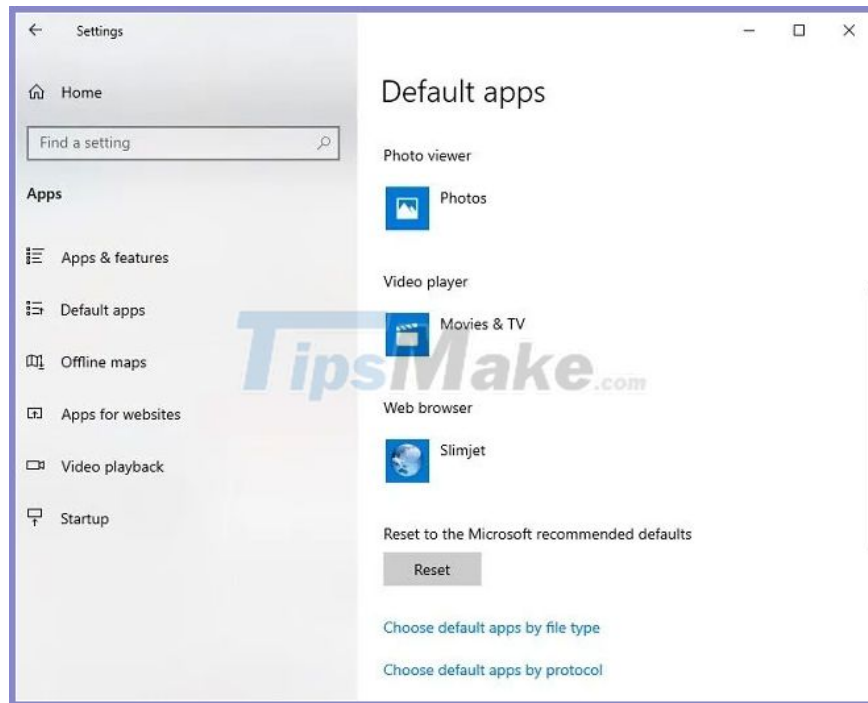 Settings
Home
Find a setting
Apps
Apps & features
Default apps
Offline maps
Apps for websites
Video playback
Startup
Default apps
Photo viewer
Photos
Video player
Movies & TV
Web browser
Slimjet
Reset to the Microsoft recommended defaults
Reset
Choose default apps by file type
Choose default apps by protocol
TipsMake.com